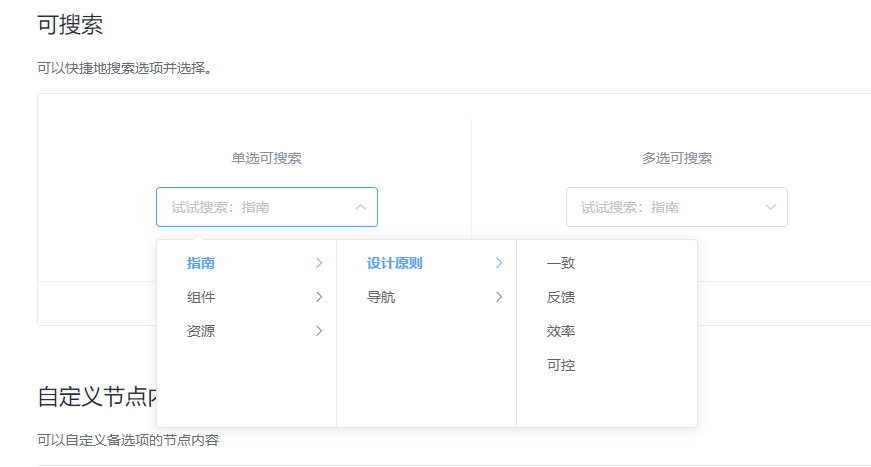 可搜索
可以快捷地搜索选项并选择。
单选可搜索
多选可搜索
试试搜索：指南
试试搜索：指南
指南
组件
资源
设计原则
导航
一致
反馈
效率
可控
自定义节点
可以自定义备选项的节点内容